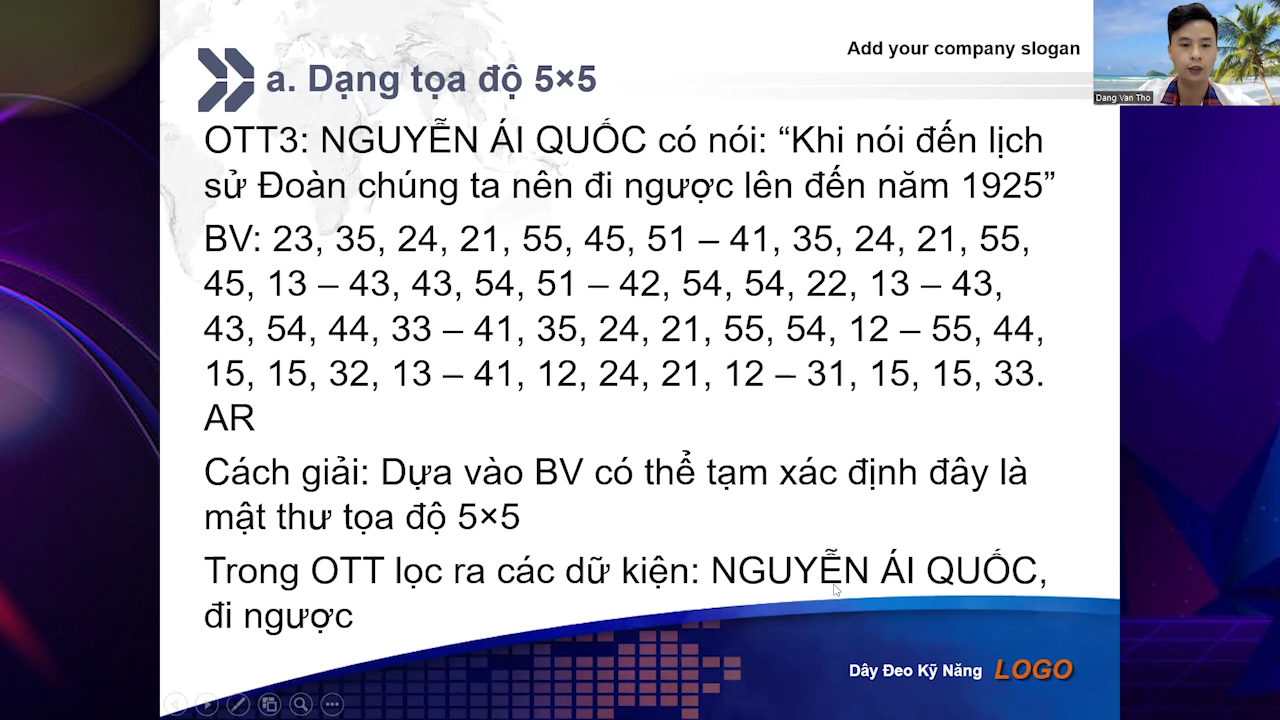 Add your company slogan
a. Dạng tọa độ 5×5
Dang Van Tho
OTT3: NGUYỄN ÁI QUỐC có nói: “Khi nói đến lịch
sử Đoàn chúng ta nên đi ngược lên đến năm 1925”
BV: 23, 35, 24, 21, 55, 45, 51 – 41, 35, 24, 21, 55,
45, 13 – 43, 43, 54, 51 – 42, 54, 54, 22, 13 – 43,
43, 54, 44, 33 – 41, 35, 24, 21, 55, 54, 12 – 55, 44,
15, 15, 32, 13 – 41, 12, 24, 21, 12 – 31, 15, 15, 33.
AR
Cách giải: Dựa vào BV có thể tạm xác định đây là
mật thư tọa độ 5×5
Trong OTT lọc ra các dữ kiện: NGUYỄN ÁI QUỐC,
đi ngược
Dây Đeo Kỹ Năng LOGO